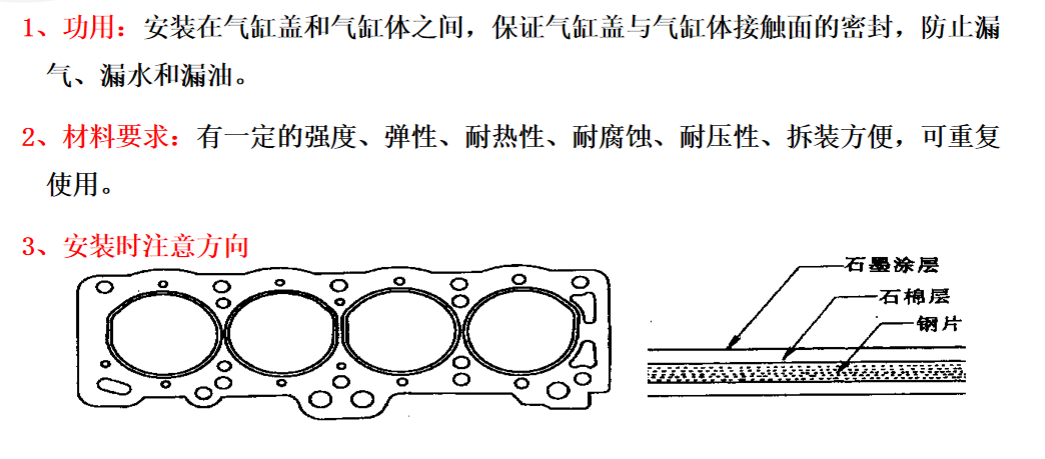 1、功用：安装在气缸盖和气缸体之间，保证气缸盖与气缸体接触面的密封，防止漏
气、漏水和漏油。
2、材料要求：有一定的强度、弹性、耐热性、耐腐蚀、耐压性、拆装方便，可重复
使用。
3、安装时注意方向
石墨涂层
石棉层
钢片